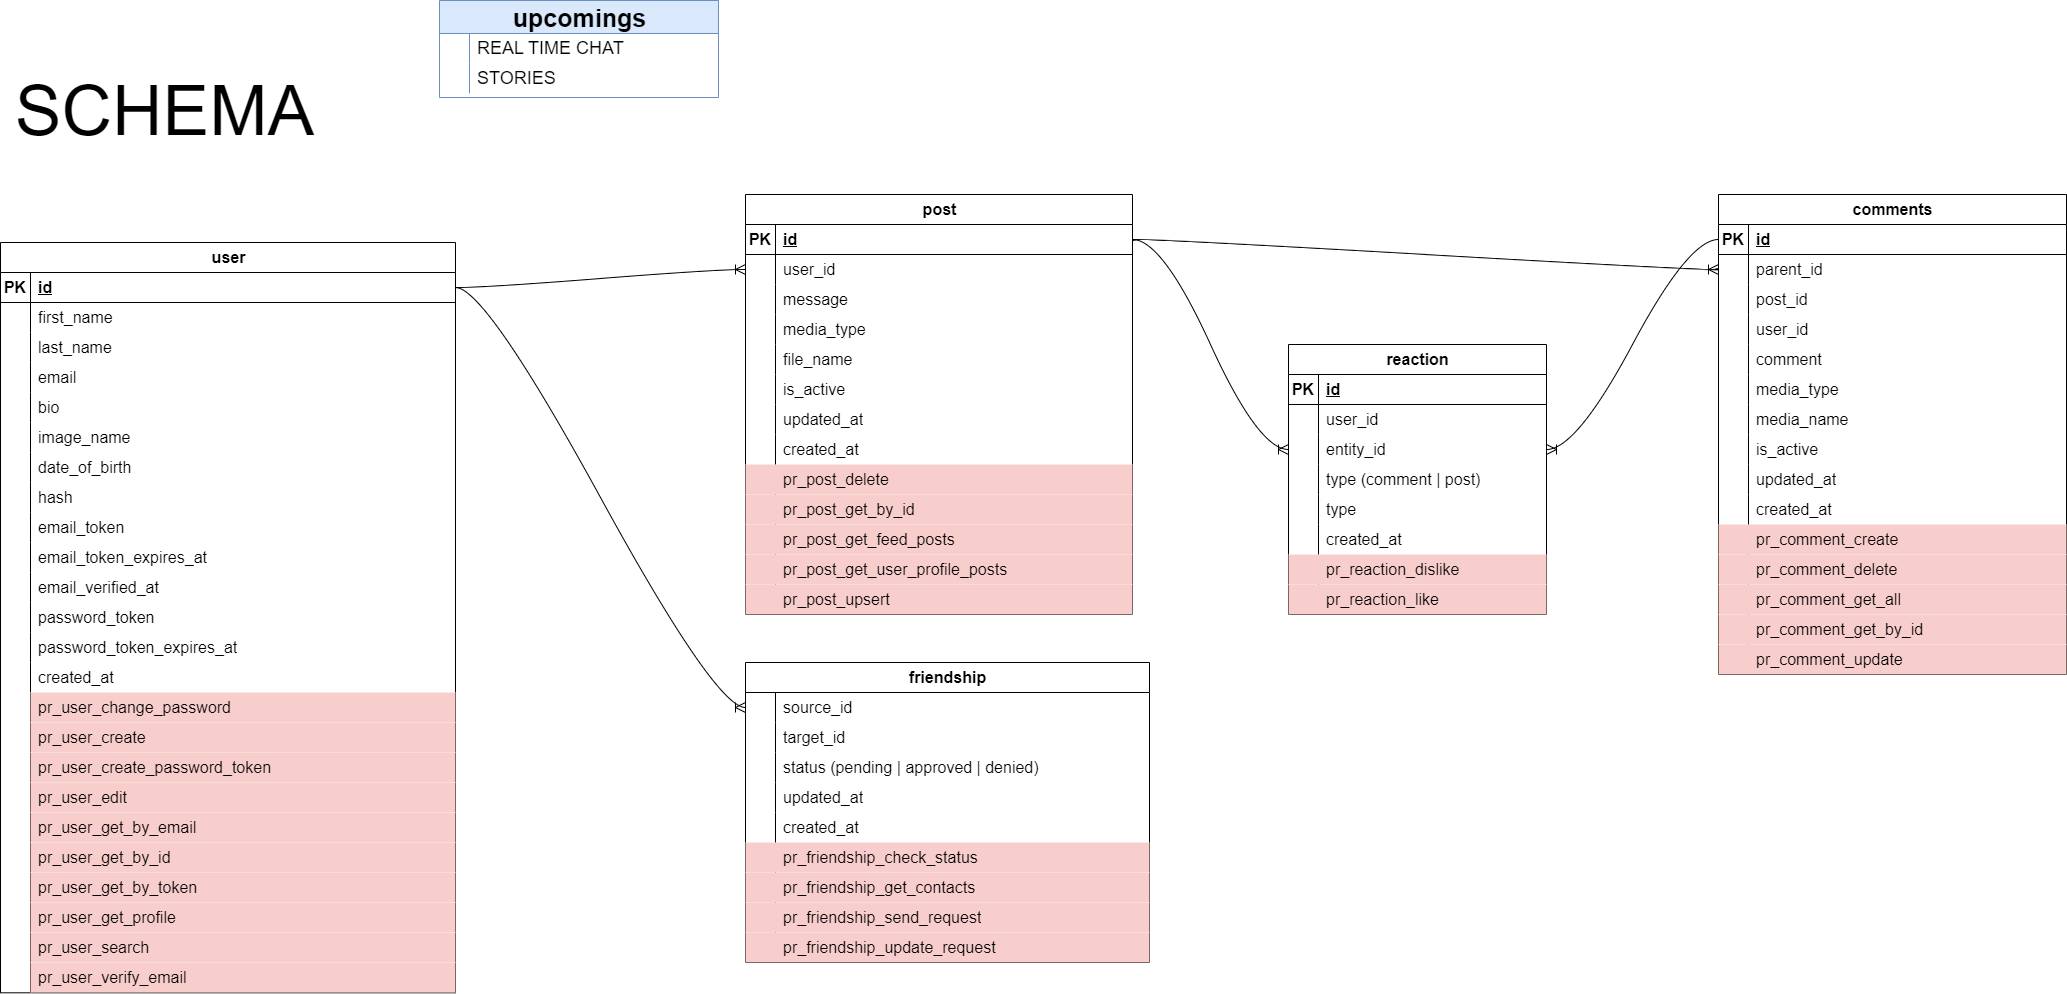 upcomings
REAL TIME CHAT
STORIES
SCHEMA
user
PK id
first_name
last_name
email
bio
image_name
date_of_birth
hash
email_token
email_token_expires_at
email_verified_at
password_token
password_token_expires_at
created_at
pr_user_change_password
pr_user_create
pr_user_create_password_token
pr_user_edit
pr_user_get_by_email
pr_user_get_by_id
pr_user_get_by_token
pr_user_get_profile
pr_user_search
pr_user_verify_email
post
PK id
user_id
message
media_type
file_name
is_active
updated_at
created_at
pr_post_delete
pr_post_get_by_id
pr_post_get_feed_posts
pr_post_get_user_profile_posts
pr_post_upsert
friendship
source_id
target_id
status (pending | approved | denied)
updated_at
created_at
pr_friendship_check_status
pr_friendship_get_contacts
pr_friendship_send_request
pr_friendship_update_request
reaction
PK id
user_id
entity_id
type (comment | post)
type
created_at
pr_reaction_dislike
pr_reaction_like
comments
PK id
parent_id
post_id
user_id
comment
media_type
media_name
is_active
updated_at
created_at
pr_comment_create
pr_comment_delete
pr_comment_get_all
pr_comment_get_by_id
pr_comment_update